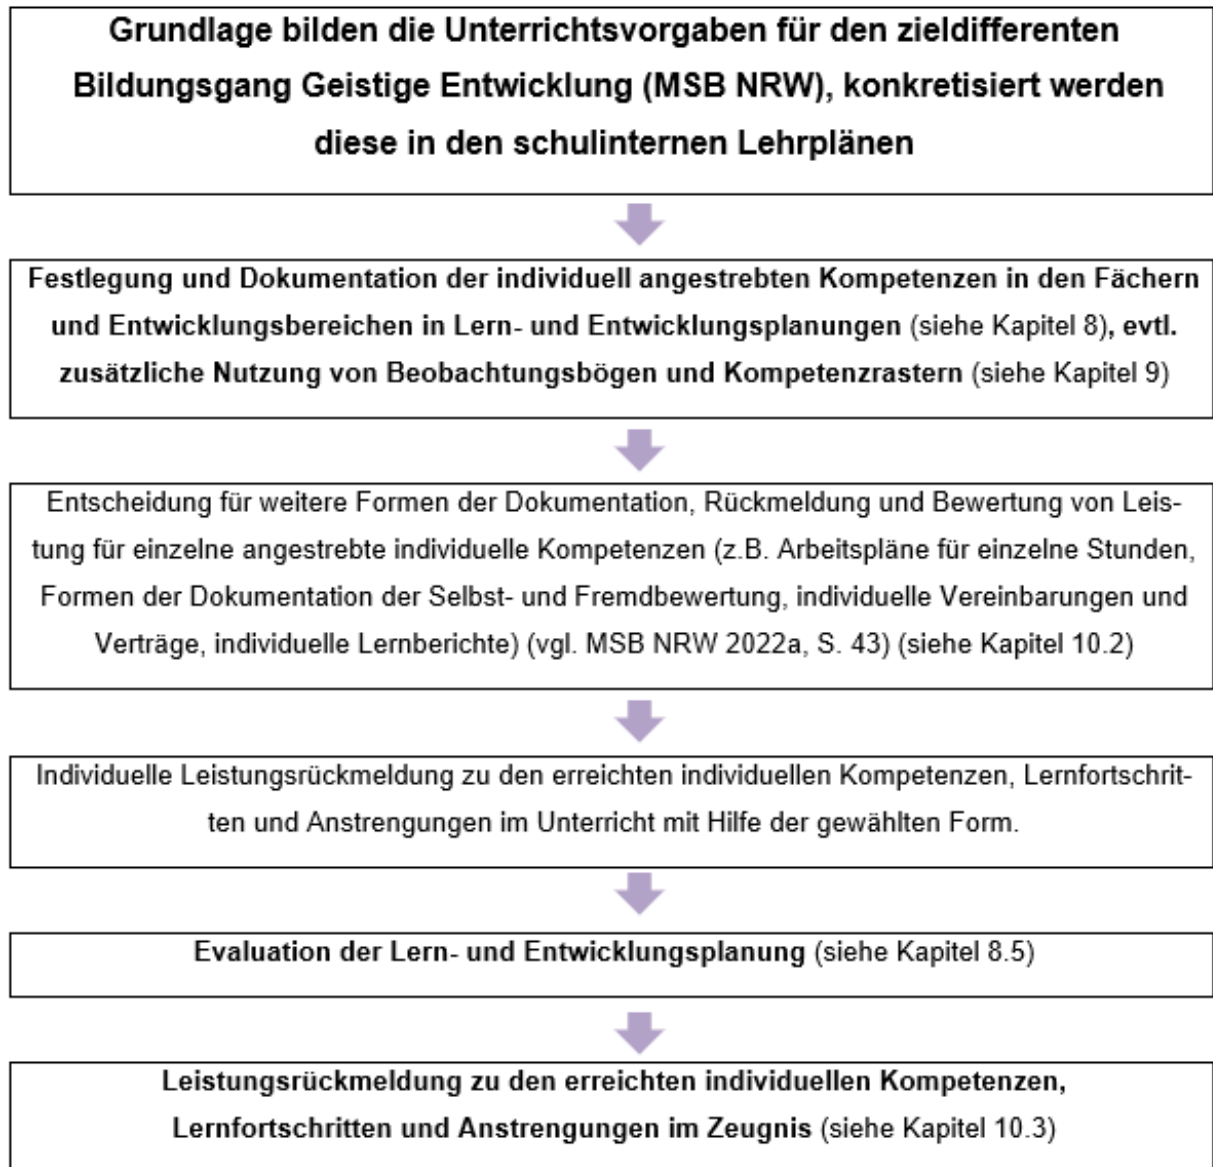 Grundlage bilden die Unterrichtsvorgaben für den zieldifferenten
Bildungsgang Geistige Entwicklung (MSB NRW), konkretisiert werden
diese in den schulinternen Lehrplänen
Festlegung und Dokumentation der individuell angestrebten Kompetenzen in den Fächern
und Entwicklungsbereichen in Lern- und Entwicklungsplanungen (siehe Kapitel 8), evtl.
zusätzliche Nutzung von Beobachtungsbögen und Kompetenzrastern (siehe Kapitel 9)
Entscheidung für weitere Formen der Dokumentation, Rückmeldung und Bewertung von Leis-
tung für einzelne angestrebte individuelle Kompetenzen (z.B. Arbeitspläne für einzelne Stunden,
Formen der Dokumentation der Selbst- und Fremdbewertung, individuelle Vereinbarungen und
Verträge, individuelle Lernberichte) (vgl. MSB NRW 2022a, S. 43) (siehe Kapitel 10.2)
Individuelle Leistungsrückmeldung zu den erreichten individuellen Kompetenzen, Lernfortschrit-
ten und Anstrengungen im Unterricht mit Hilfe der gewählten Form.
Evaluation der Lern- und Entwicklungsplanung (siehe Kapitel 8.5)
Leistungsrückmeldung zu den erreichten individuellen Kompetenzen,
Lernfortschritten und Anstrengungen im Zeugnis (siehe Kapitel 10.3)